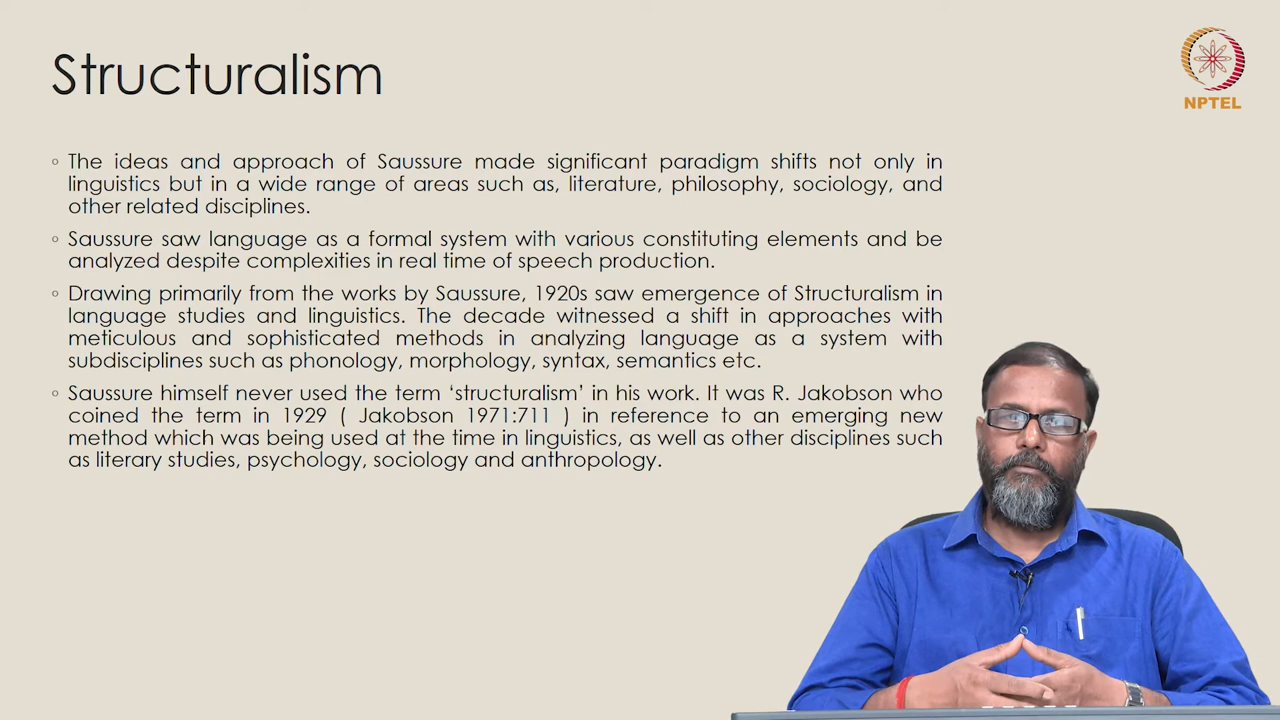 Structuralism
NPTEL
The ideas and approach of Saussure made significant paradigm shifts not only in
linguistics but in a wide range of areas such as, literature, philosophy, sociology, and
other related disciplines.
Saussure saw language as a formal system with various constituting elements and be
analyzed despite complexities in real time of speech production.
Drawing primarily from the works by Saussure, 1920s saw emergence of Structuralism in
language studies and linguistics. The decade witnessed a shift in approaches with
meticulous and sophisticated methods in analyzing language as a system with
subdisciplines such as phonology, morphology, syntax, semantics etc.
Saussure himself never used the term ‘structuralism’ in his work. It was R. Jakobson who
coined the term in 1929 ( Jakobson 1971:711 ) in reference to an emerging new
method which was being used at the time in linguistics, as well as other disciplines such
as literary studies, psychology, sociology and anthropology.